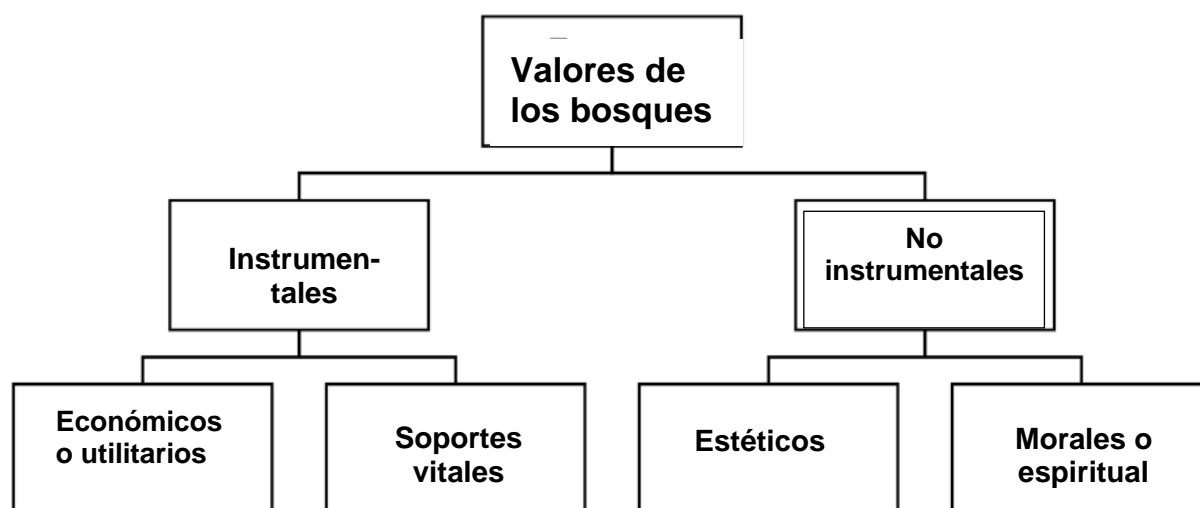 Valores de
los bosques
Instrumen-
tales
No
instrumentales
Económicos
o utilitarios
Soportes
vitales
Estéticos
Morales o
espiritual